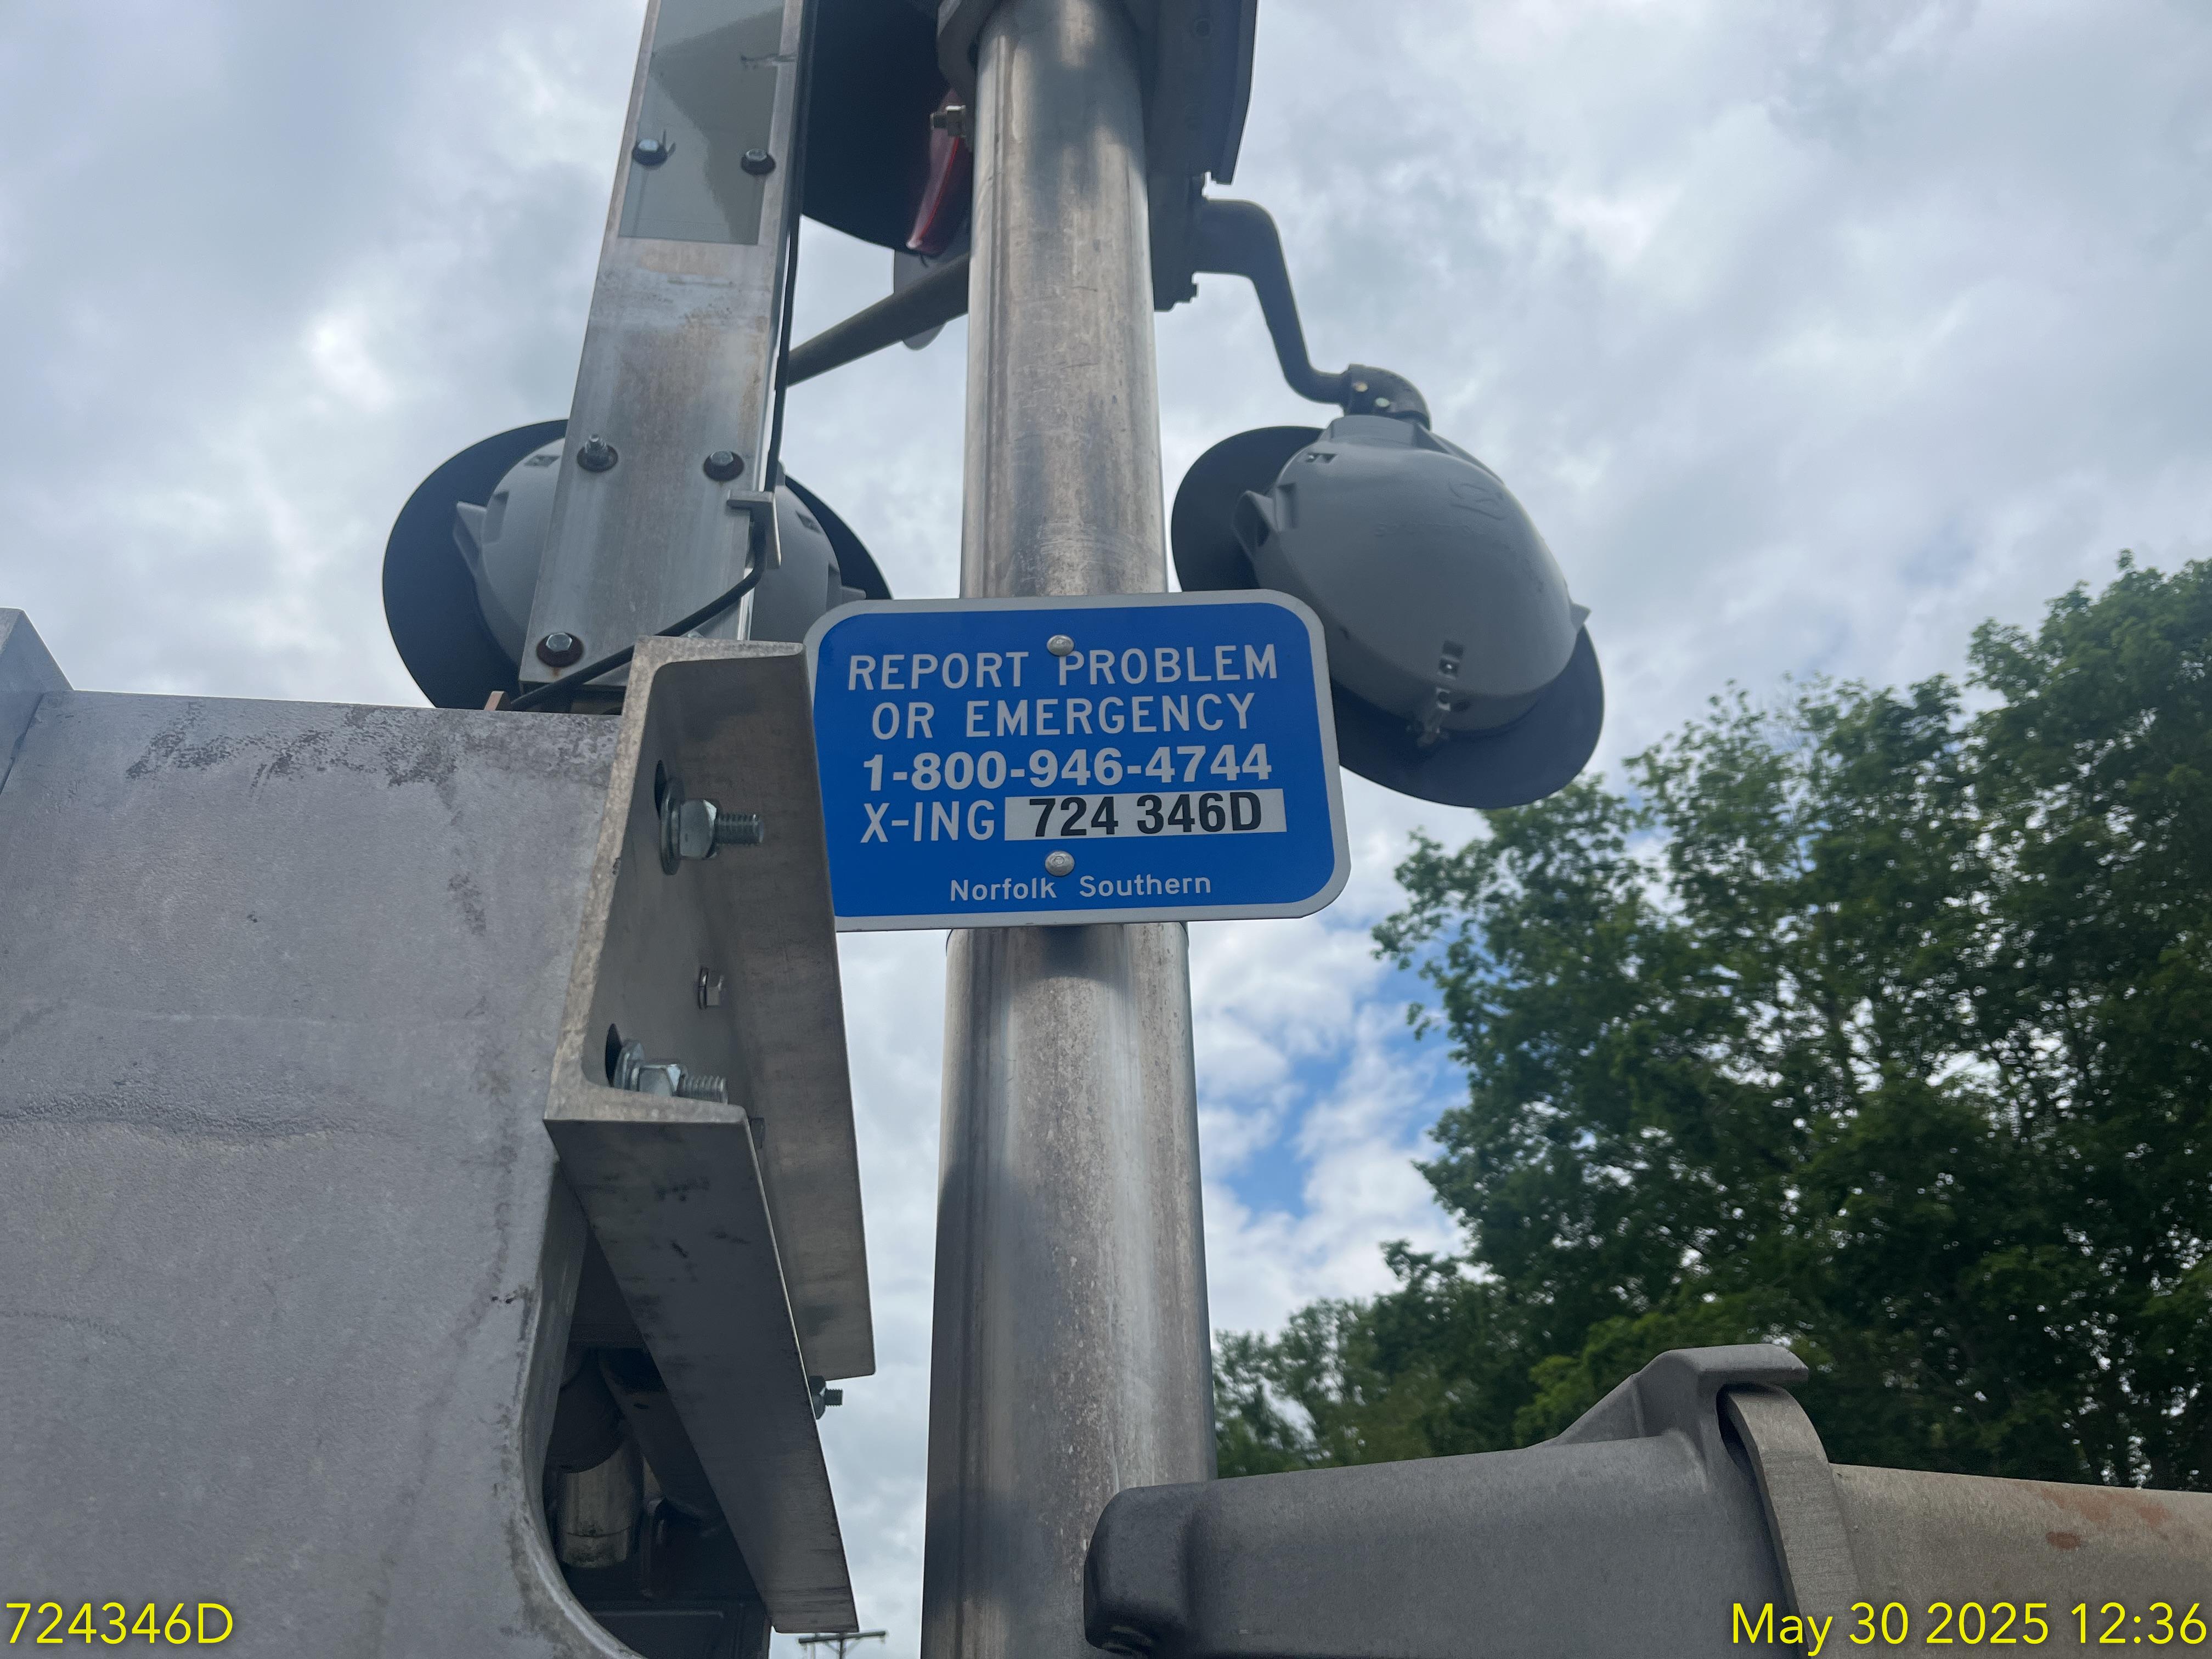 REPORT PROBLEM
OR EMERGENCY
1-800-946-4744
X-ING 724 346D
Norfolk Southern
724346D
May 30 2025 12:36